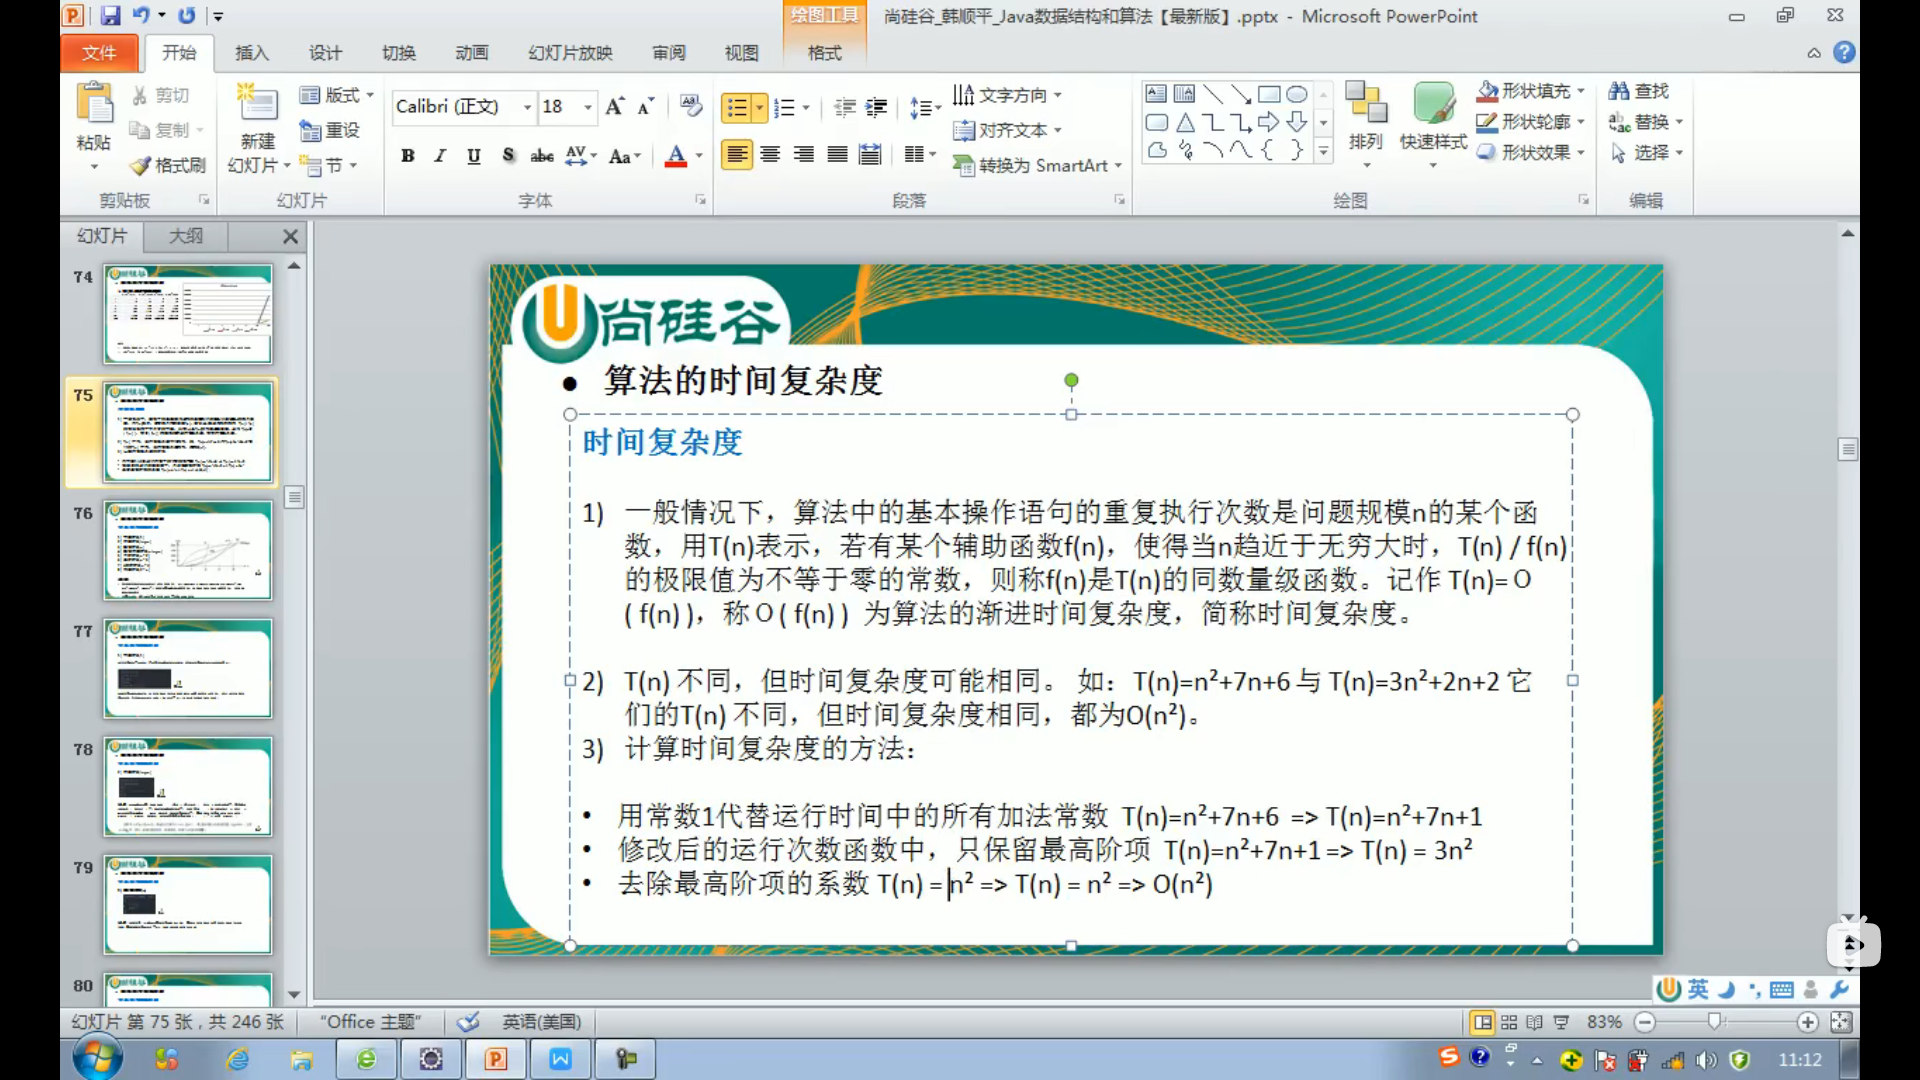 绘图工具
尚硅谷_韩顺平_Java数据结构和算法【最新版】.pptx - Microsoft PowerPoint
文件 开始 插入 设计 切换 动画 幻灯片放映 审阅 视图 格式
粘贴 剪切 复制 格式刷
新建 幻灯片 版式 重设 节
Calibri (正文) 18
B I U S abc AV Aa A
文字方向
对齐文本
转换为 SmartArt
排列 快速样式
形状填充
形状轮廓
形状效果
查找
替换
选择
剪贴板 幻灯片 字体 段落 绘图 编辑
幻灯片 大纲
74
75
76
77
78
79
80
尚硅谷
● 算法的时间复杂度
时间复杂度
1) 一般情况下，算法中的基本操作语句的重复执行次数是问题规模n的某个函
数，用T(n)表示，若有某个辅助函数f(n)，使得当n趋近于无穷大时，T(n) / f(n)
的极限值为不等于零的常数，则称f(n)是T(n)的同数量级函数。记作 T(n)=Ｏ
( f(n) )，称Ｏ( f(n) ) 为算法的渐进时间复杂度，简称时间复杂度。
2) T(n) 不同，但时间复杂度可能相同。 如：T(n)=n²+7n+6 与 T(n)=3n²+2n+2 它
们的T(n) 不同，但时间复杂度相同，都为O(n²)。
3) 计算时间复杂度的方法：
• 用常数1代替运行时间中的所有加法常数 T(n)=n²+7n+6 => T(n)=n²+7n+1
• 修改后的运行次数函数中，只保留最高阶项 T(n)=n²+7n+1 => T(n) = 3n²
• 去除最高阶项的系数 T(n) = n² => T(n) = n² => O(n²)
英
幻灯片 第 75 张，共 246 张 "Office 主题" 英语(美国) 83%
11:12